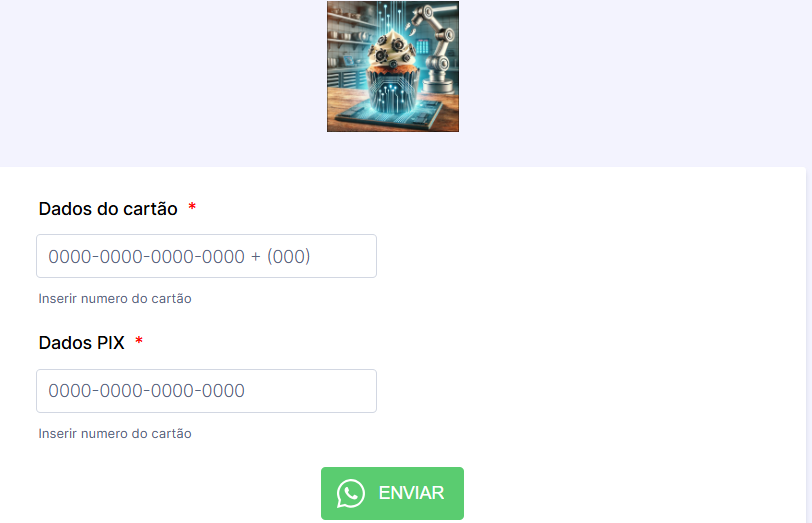 Dados do cartão *
0000-0000-0000-0000 + (000)
Inserir numero do cartão
Dados PIX *
0000-0000-0000-0000
Inserir numero do cartão
ENVIAR